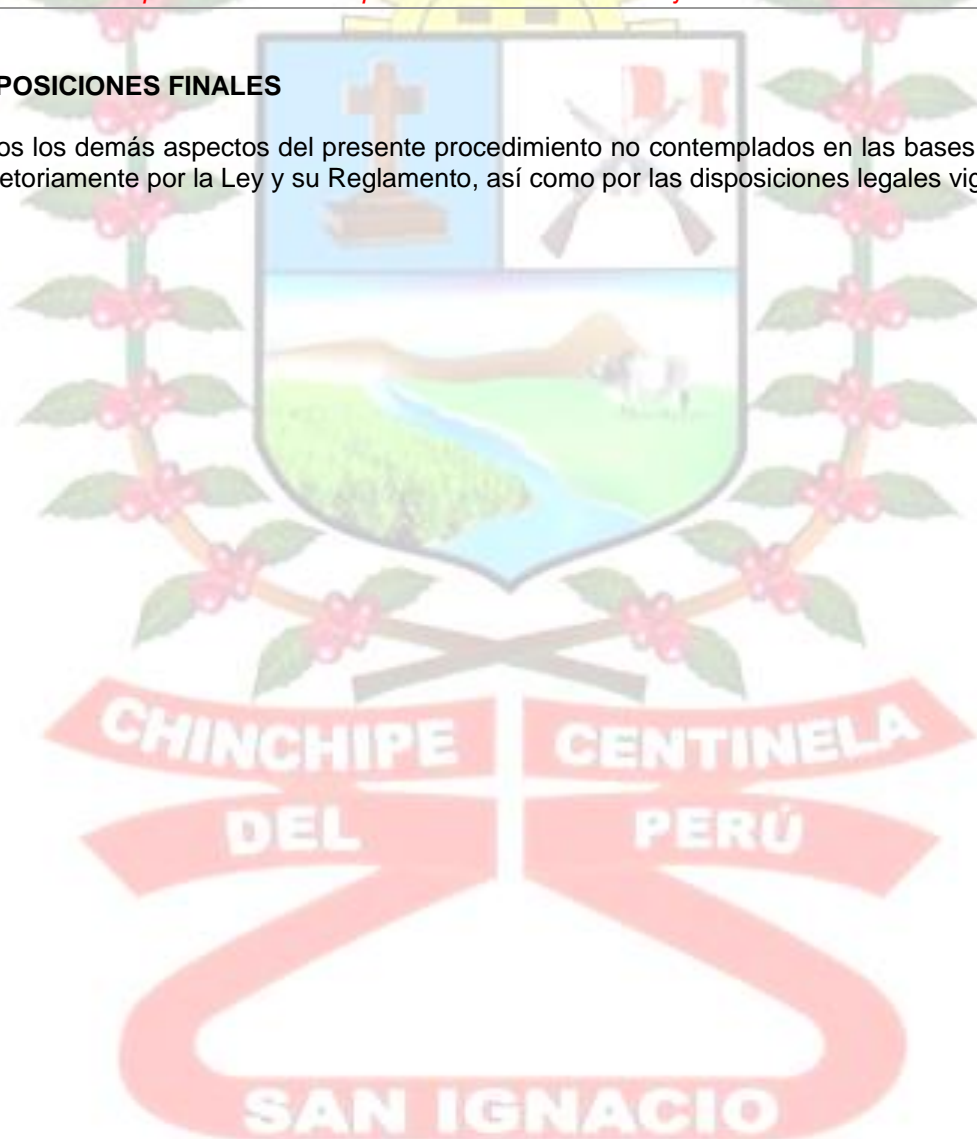 POSICIONES FINALES
os los demás aspectos del presente procedimiento no contemplados en las bases
etoriamente por la Ley y su Reglamento, así como por las disposiciones legales vig
CHINCHIPE CENTINELA
DEL PERÚ
SAN IGNACIO